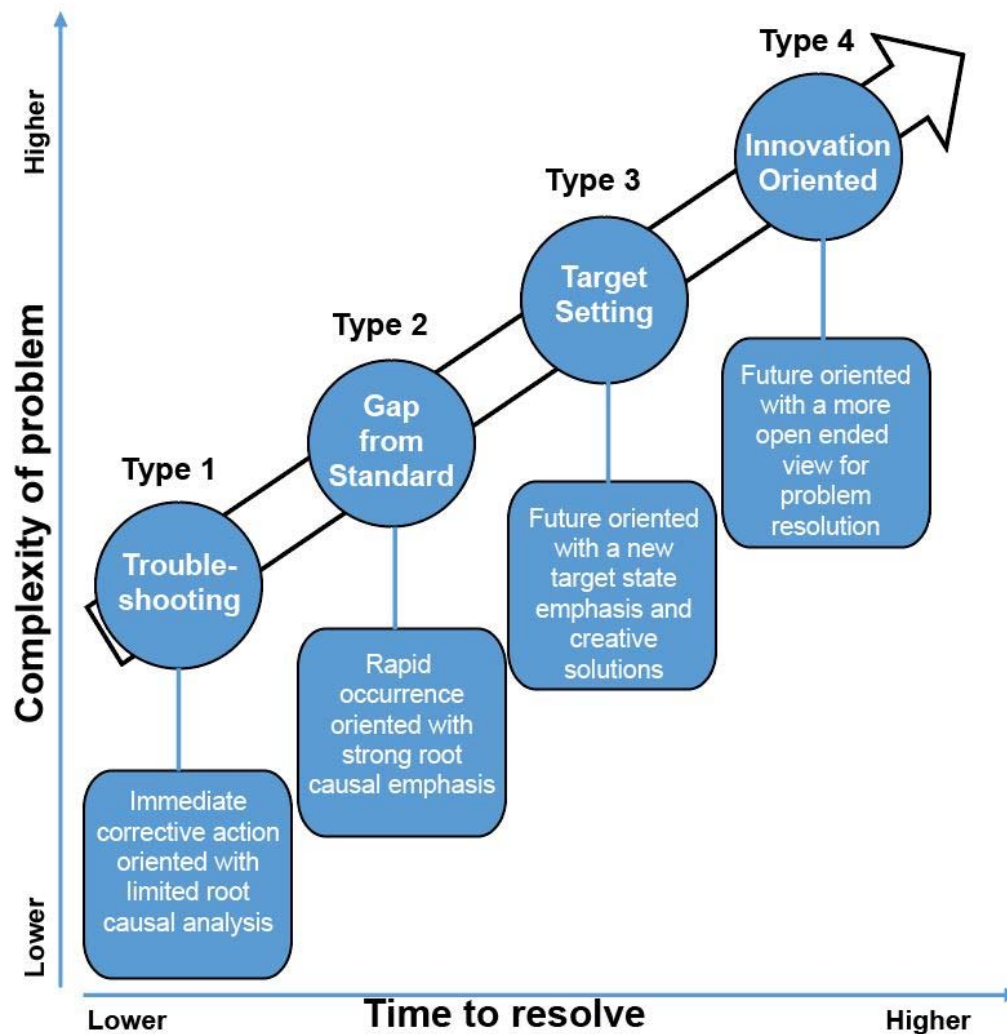 Type 4
Higher
Innovation
Oriented
Type 3
Target
Setting
Type 2
Future oriented
with a more
open ended
view for
problem
resolution
Gap
from
Standard
Type 1
Complexity of problem
Future oriented
with a new
target state
emphasis and
creative
solutions
Trouble-
shooting
Rapid
occurrence
oriented with
strong root
causal emphasis
Immediate
corrective action
oriented with
limited root
causal analysis
Lower
Lower
Time to resolve
Higher